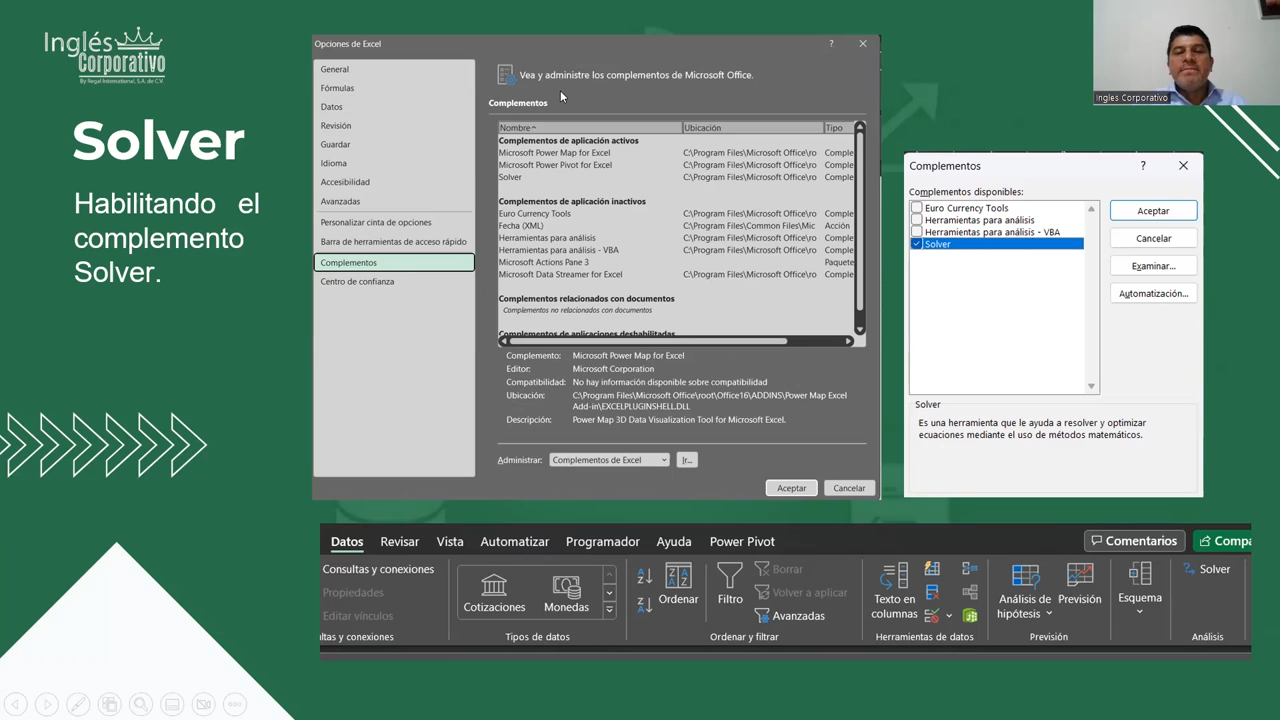 Inglés
Corporativo
By Regal International, S.A. de C.V.
Solver
Habilitando el
complemento
Solver.
Opciones de Excel
?
General
Fórmulas
Datos
Revisión
Guardar
Idioma
Accesibilidad
Avanzadas
Personalizar cinta de opciones
Barra de herramientas de acceso rápido
Complementos
Centro de confianza
Vea y administre los complementos de Microsoft Office.
Complementos
Nombre Ubicación Tipo
Complementos de aplicación activos
Microsoft Power Map for Excel C:\Program Files\Microsoft Office\ro Comple
Microsoft Power Pivot for Excel C:\Program Files\Microsoft Office\ro Comple
Solver C:\Program Files\Microsoft Office\ro Comple
Complementos de aplicación inactivos
Euro Currency Tools C:\Program Files\Microsoft Office\ro Comple
Fecha (XML) C:\Program Files\Common Files\Mic Acción
Herramientas para análisis C:\Program Files\Microsoft Office\ro Comple
Herramientas para análisis - VBA C:\Program Files\Microsoft Office\ro Comple
Microsoft Actions Pane 3 Paquete
Microsoft Data Streamer for Excel C:\Program Files\Microsoft Office\ro Comple
Complementos relacionados con documentos
Complementos no relacionados con documentos
Complementos de aplicaciones deshabilitadas
Complemento: Microsoft Power Map for Excel
Editor: Microsoft Corporation
Compatibilidad: No hay información disponible sobre compatibilidad
Ubicación: C:\Program Files\Microsoft Office\root\Office16\ADDINS\Power Map Excel
Add-in\EXCELPLUGINSHELL.DLL
Descripción: Power Map 3D Data Visualization Tool for Microsoft Excel.
Administrar: Complementos de Excel Ir...
Aceptar Cancelar
Ingles Corporativo
Complementos ?
Complementos disponibles:
Euro Currency Tools
Herramientas para análisis
Herramientas para análisis - VBA
Solver
Aceptar
Cancelar
Examinar...
Automatización...
Solver
Es una herramienta que le ayuda a resolver y optimizar
ecuaciones mediante el uso de métodos matemáticos.
Datos Revisar Vista Automatizar Programador Ayuda Power Pivot Comentarios Compa
Consultas y conexiones
Propiedades
Editar vínculos
ltas y conexiones
Cotizaciones Monedas
Tipos de datos
Ordenar
Filtro
Borrar
Volver a aplicar
Avanzadas
Ordenar y filtrar
Texto en
columnas
Herramientas de datos
Análisis de
hipótesis
Previsión
Previsión
Esquema
Solver
Análisis